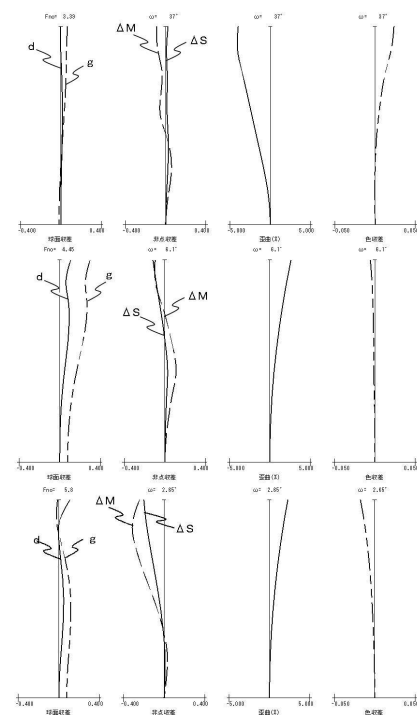 Fno= 3.39 ω= 37° ω= 37° ω= 37°
d g ΔM ΔS
-0.400 0.400 -0.400 0.400 -5.000 5.000 -0.050 0.050
球面収差 非点収差 歪曲(%) 色収差
Fno= 4.45 ω= 6.1° ω= 6.1° ω= 6.1°
d g ΔM ΔS
-0.400 0.400 -0.400 0.400 -5.000 5.000 -0.050 0.050
球面収差 非点収差 歪曲(%) 色収差
Fno= 5.8 ω= 2.85° ω= 2.85° ω= 2.85°
d g ΔM ΔS
-0.400 0.400 -0.400 0.400 -5.000 5.000 -0.050 0.050
球面収差 非点収差 歪曲(%) 色収差